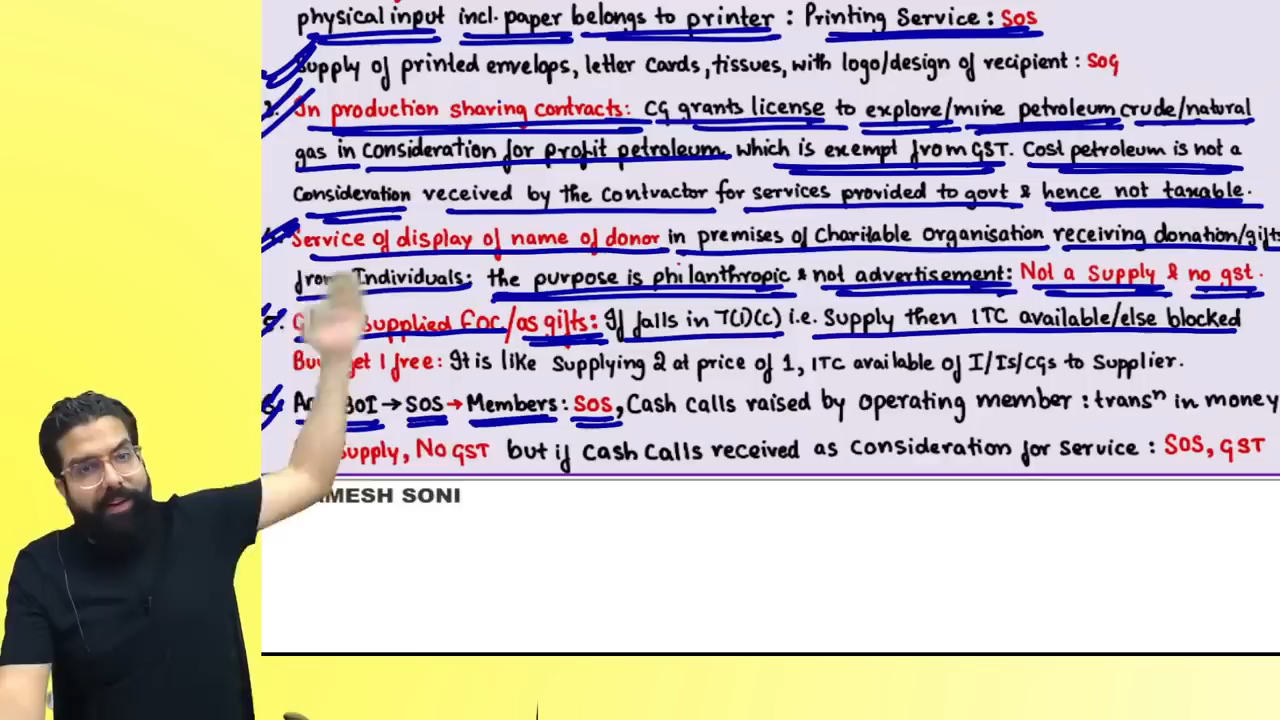 physical input incl. paper belongs to printer : Printing Service : SOS
Supply of printed envelops, letter cards, tissues, with logo/design of recipient : SOG
3. In production sharing contracts: CG grants license to explore/mine petroleum crude/natural
gas in consideration for profit petroleum which is exempt from GST. Cost petroleum is not a
Consideration received by the contractor for services provided to govt & hence not taxable.
Service of display of name of donor in premises of Charitable Organisation receiving donation/gifts
from Individuals: the purpose is philanthropic & not advertisement: Not a Supply & no gst.
supplied FOC/as gifts: If falls in 7(1)(c) i.e. Supply then ITC available/else blocked
Buy get 1 free: It is like supplying 2 at price of 1, ITC available of I/Is/CGs to Supplier.
BOI → SOS → Members: SOS, Cash calls raised by operating member : transⁿ in money
Supply, No GST but if Cash Calls received as consideration for Service : SOS, GST
MESH SONI